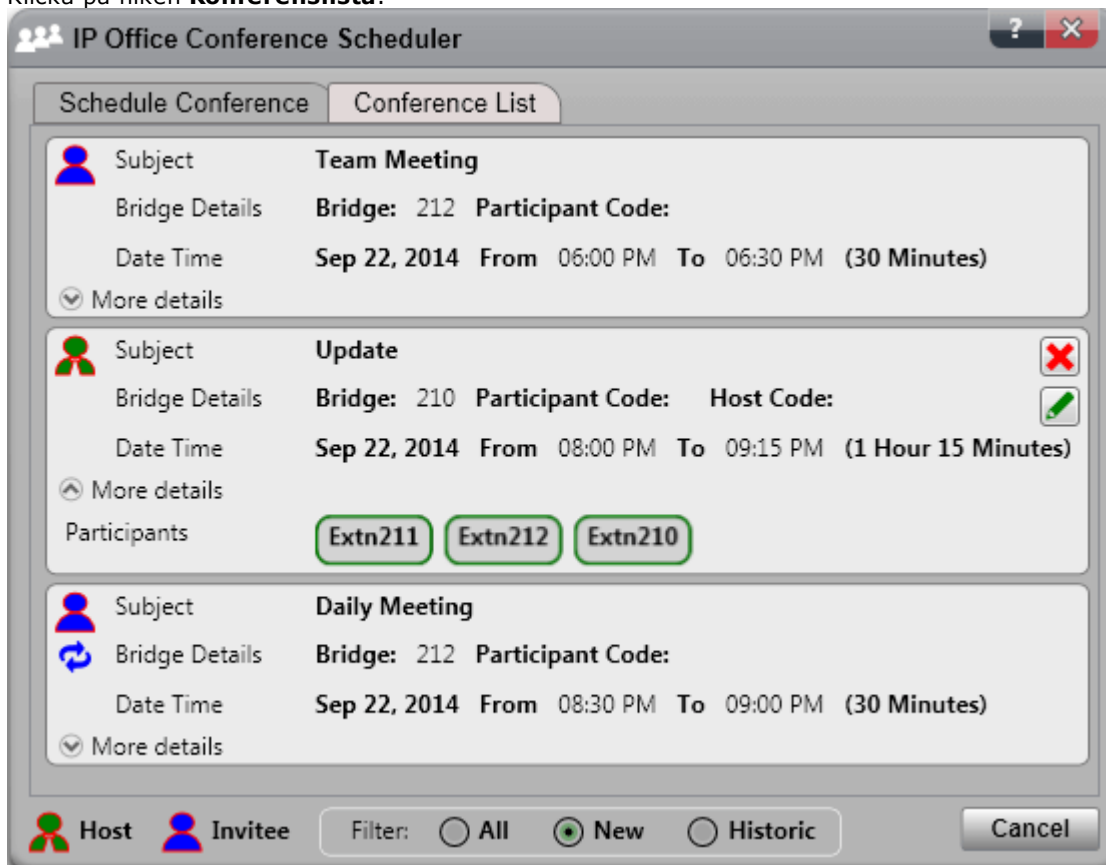 Klicka på fliken Konferenslista.
IP Office Conference Scheduler ?
Schedule Conference Conference List
Subject Team Meeting
Bridge Details Bridge: 212 Participant Code:
Date Time Sep 22, 2014 From 06:00 PM To 06:30 PM (30 Minutes)
More details
Subject Update
Bridge Details Bridge: 210 Participant Code: Host Code:
Date Time Sep 22, 2014 From 08:00 PM To 09:15 PM (1 Hour 15 Minutes)
More details
Participants Extn211 Extn212 Extn210
Subject Daily Meeting
Bridge Details Bridge: 212 Participant Code:
Date Time Sep 22, 2014 From 08:30 PM To 09:00 PM (30 Minutes)
More details
Host Invitee Filter: All New Historic Cancel